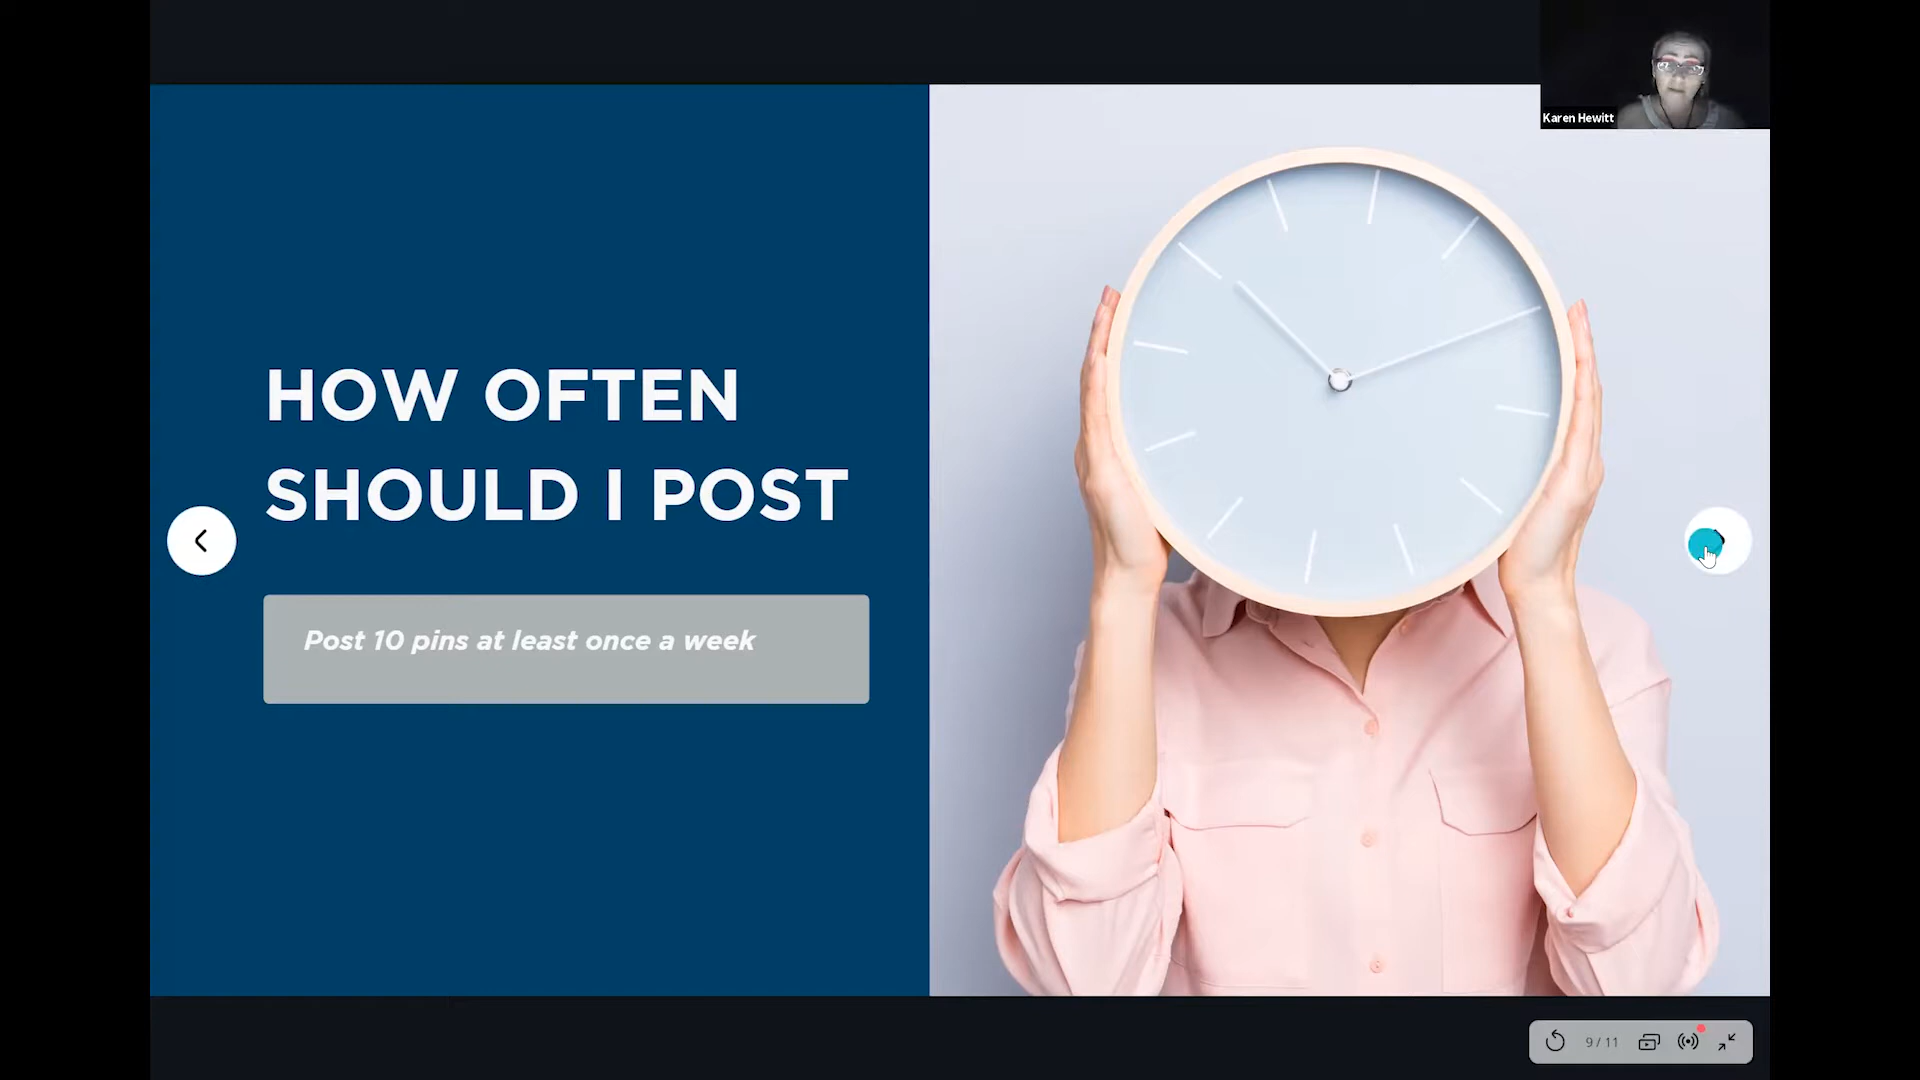 Karen Hewitt
HOW OFTEN
SHOULD I POST
Post 10 pins at least once a week
9 / 11